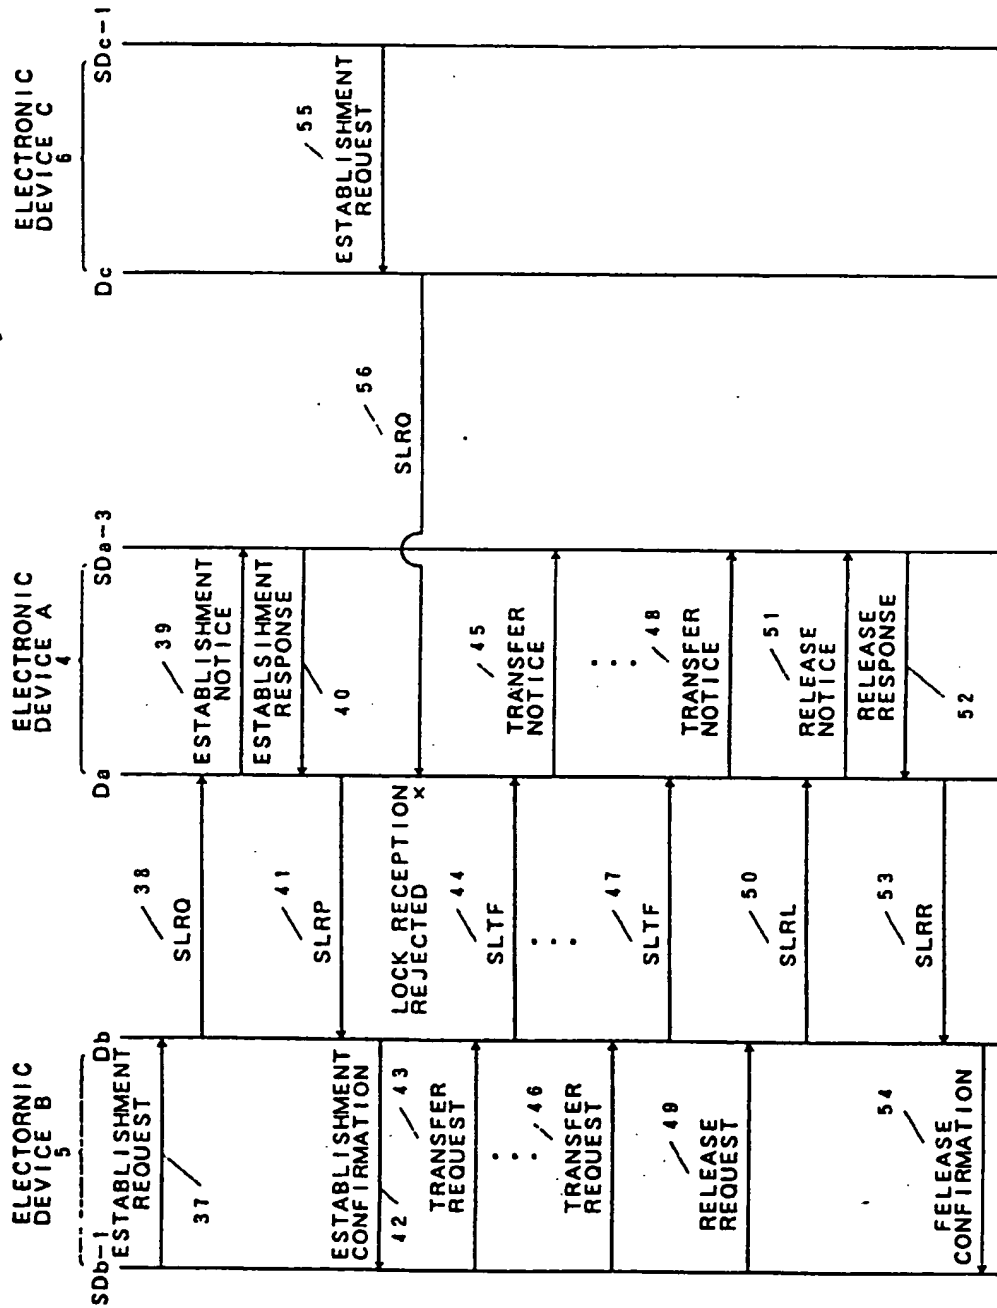 ELECTORNIC
DEVICE B
5
ELECTRONIC
DEVICE A
4
ELECTRONIC
DEVICE C
6
SDb-1
Db
Da
SDa-3
Dc
SDc-1
ESTABLISHMENT
REQUEST
37
38
SLRQ
39
ESTABLISHMENT
NOTICE
ESTABLSIHMENT
RESPONSE
40
41
SLRP
ESTABLISHMENT
CONFIRMATION
42
55
ESTABLISHMENT
REQUEST
56
SLRQ
LOCK RECEPTION
REJECTED
x
43
TRANSFER
REQUEST
44
SLTF
45
TRANSFER
NOTICE
...
...
...
46
TRANSFER
REQUEST
47
SLTF
48
TRANSFER
NOTICE
49
RELEASE
REQUEST
50
SLRL
51
RELEASE
NOTICE
RELEASE
RESPONSE
52
53
SLRR
54
FELEASE
CONFIRMATION